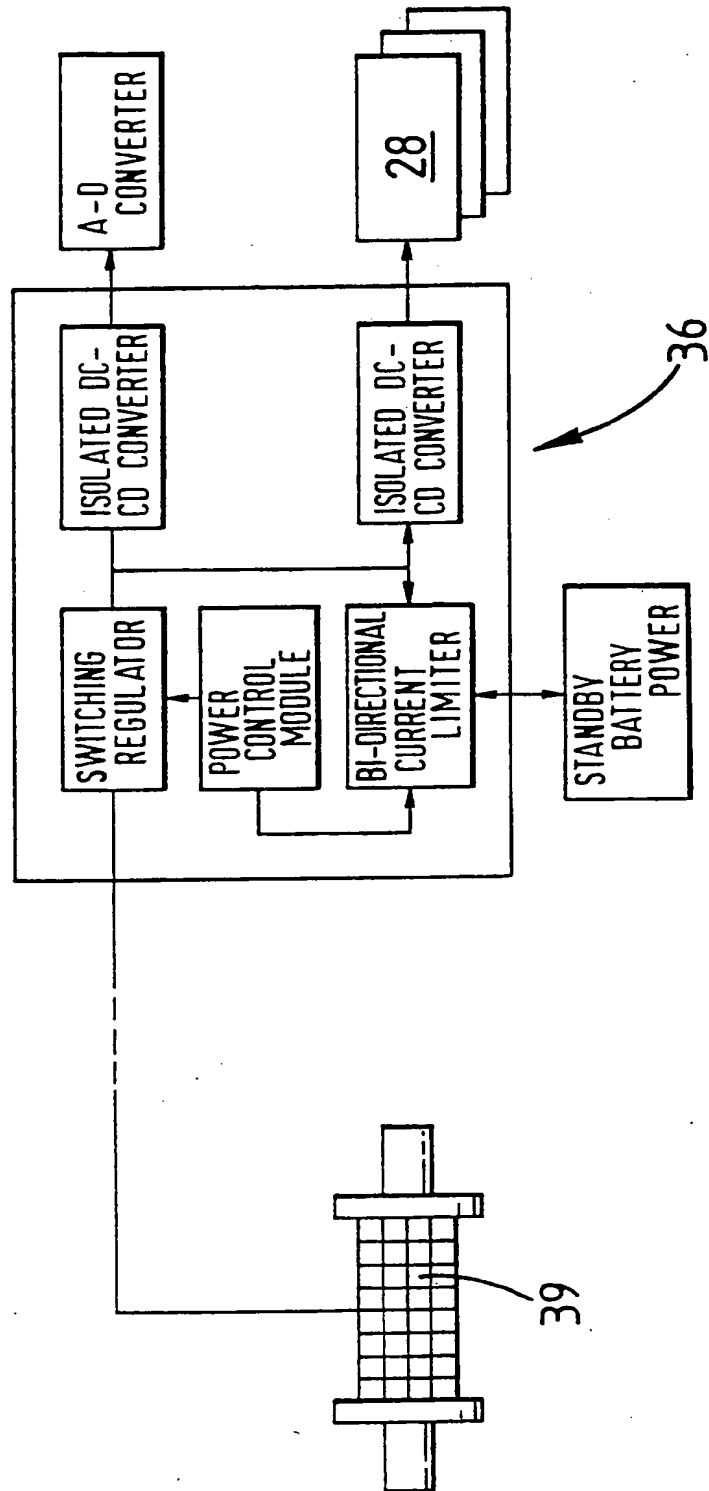 A-D
CONVERTER
28
ISOLATED DC-
CD CONVERTER
ISOLATED DC-
CD CONVERTER
36
SWITCHING
REGULATOR
POWER
CONTROL
MODULE
BI-DIRECTIONAL
CURRENT
LIMITER
STANDBY
BATTERY
POWER
39